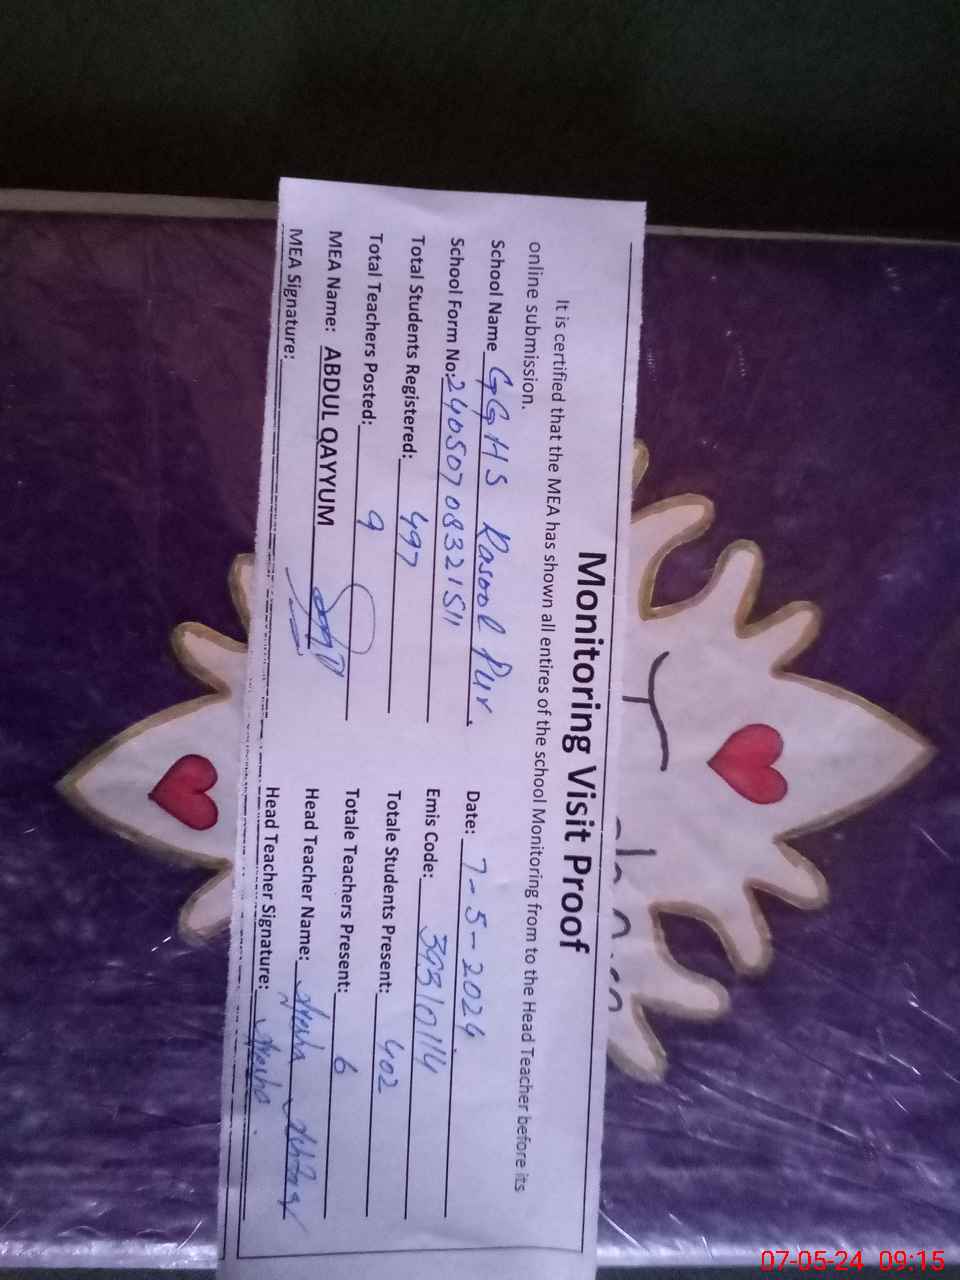 Monitoring Visit Proof
It is certified that the MEA has shown all entires of the school Monitoring from to the Head Teacher before its
online submission.
School Name GGHS Rasool Pur. Date: 7-5-2024.
School Form No: 24050708321511 Emis Code: 39310114
Total Students Registered: 497 Totale Students Present: 402
Total Teachers Posted: 9 Totale Teachers Present: 6
MEA Name: ABDUL QAYYUM Head Teacher Name:
MEA Signature: Head Teacher Signature:
07-05-24 09:15